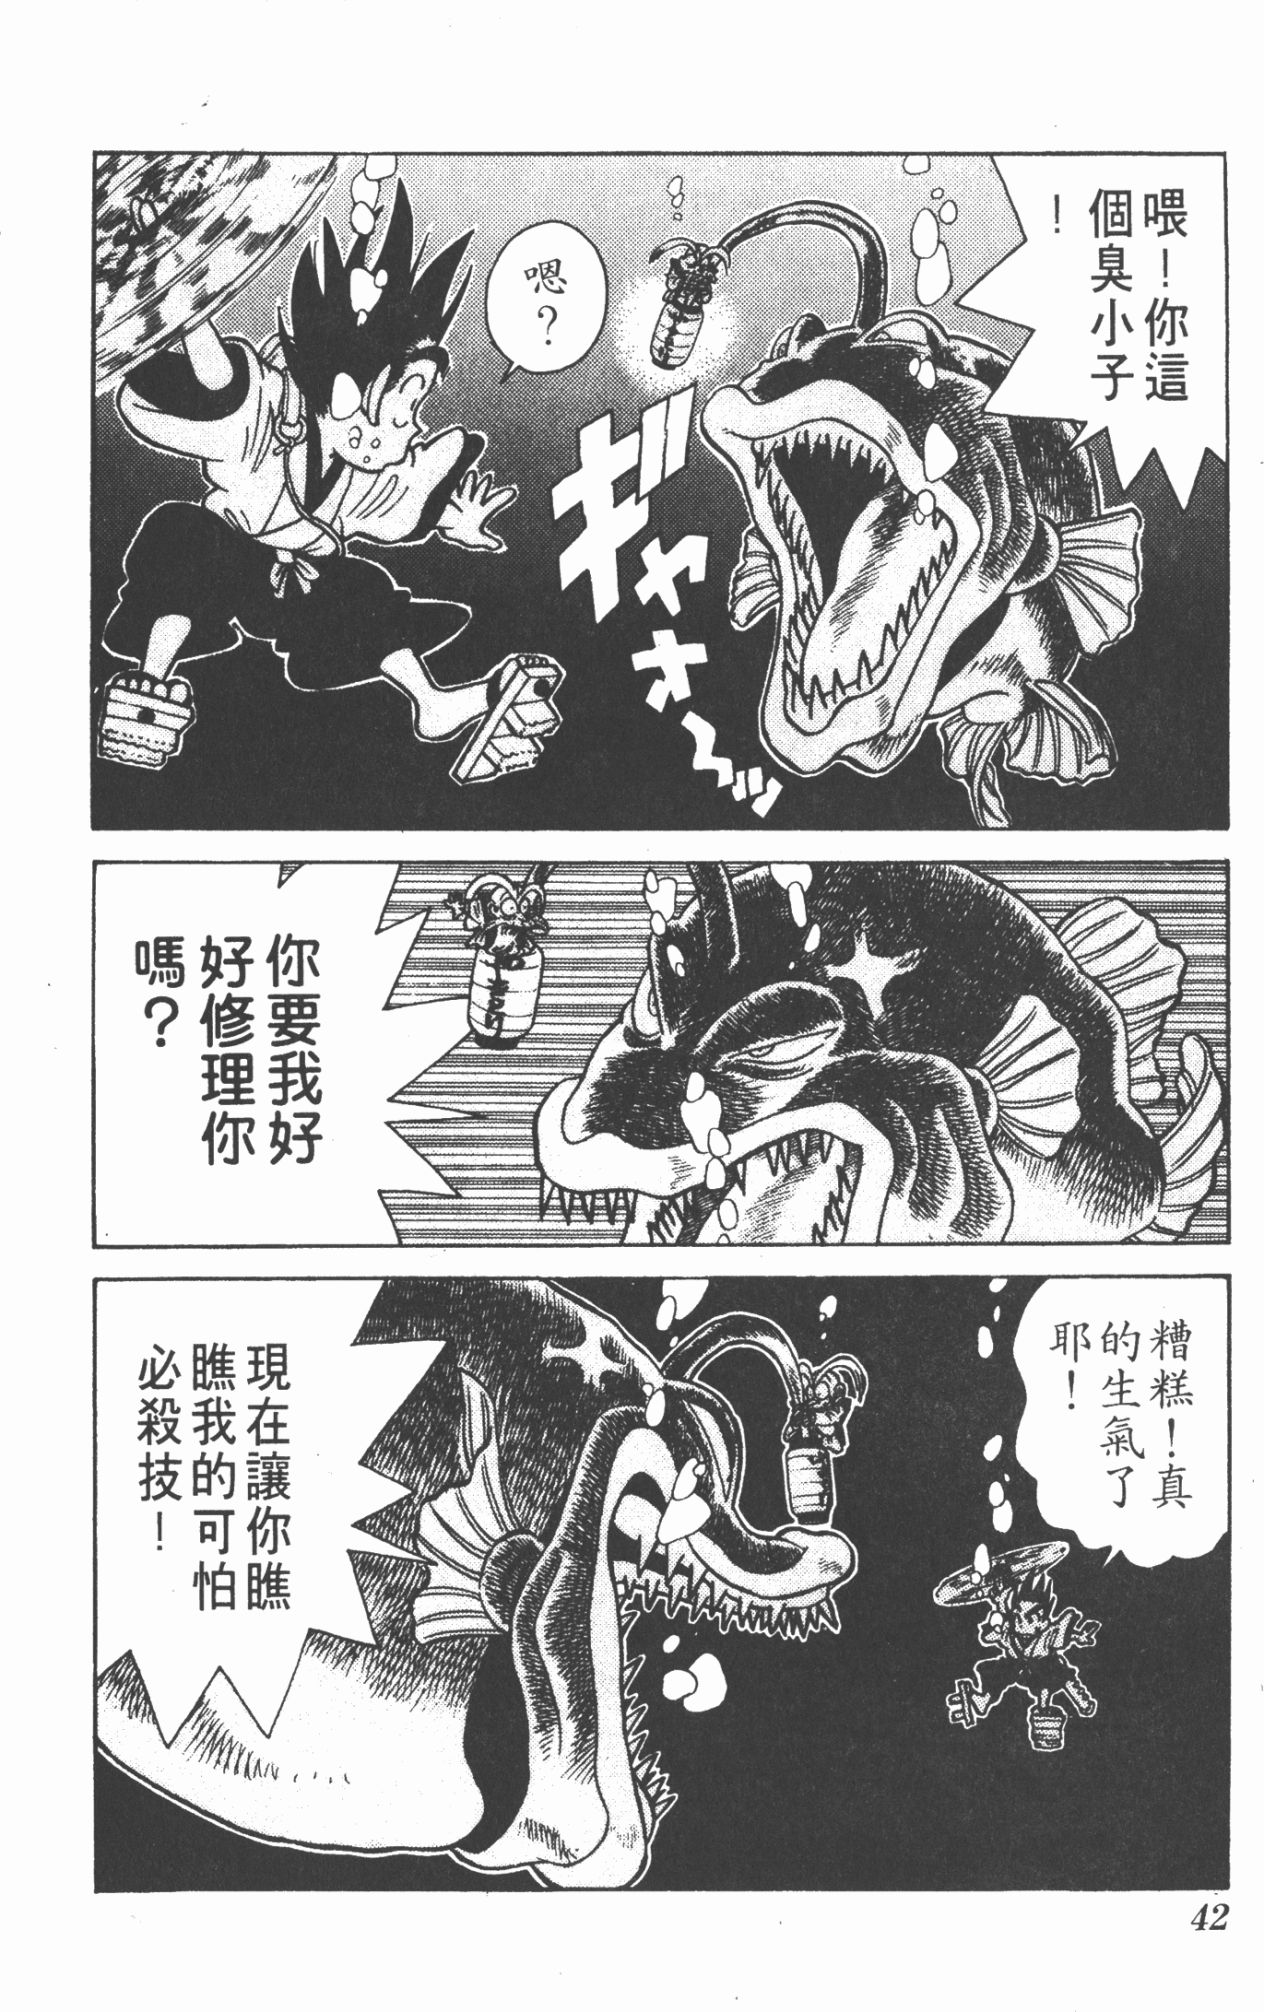 喂！你這
個臭小子
！
嗯？
ギャオ〜ッ
你要我好
好修理你
嗎？
糟糕！真
的生氣了
耶！
現在讓你瞧
瞧我的可怕
必殺技！
42